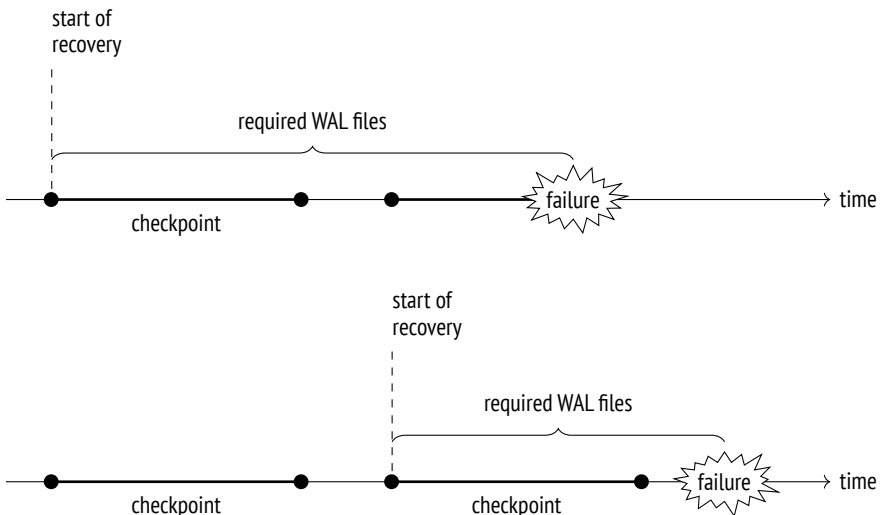 start of
recovery
required WAL files
failure
time
checkpoint
start of
recovery
required WAL files
failure
time
checkpoint
checkpoint